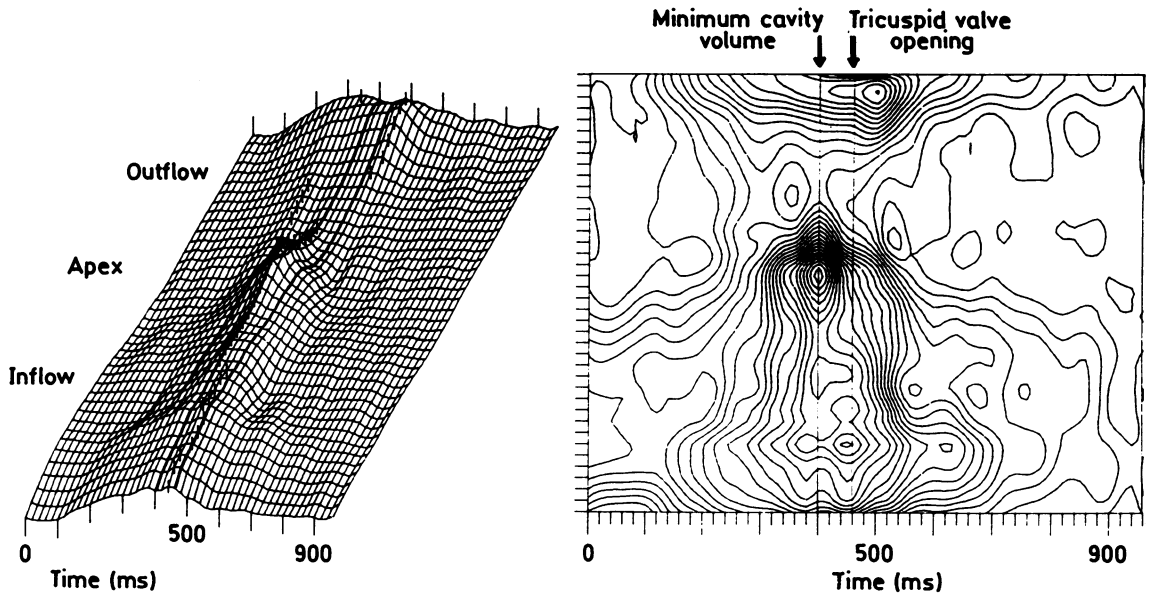 Outflow
Apex
Inflow
0
500
900
Time (ms)
Minimum cavity
volume
Tricuspid valve
opening
0
500
900
Time (ms)